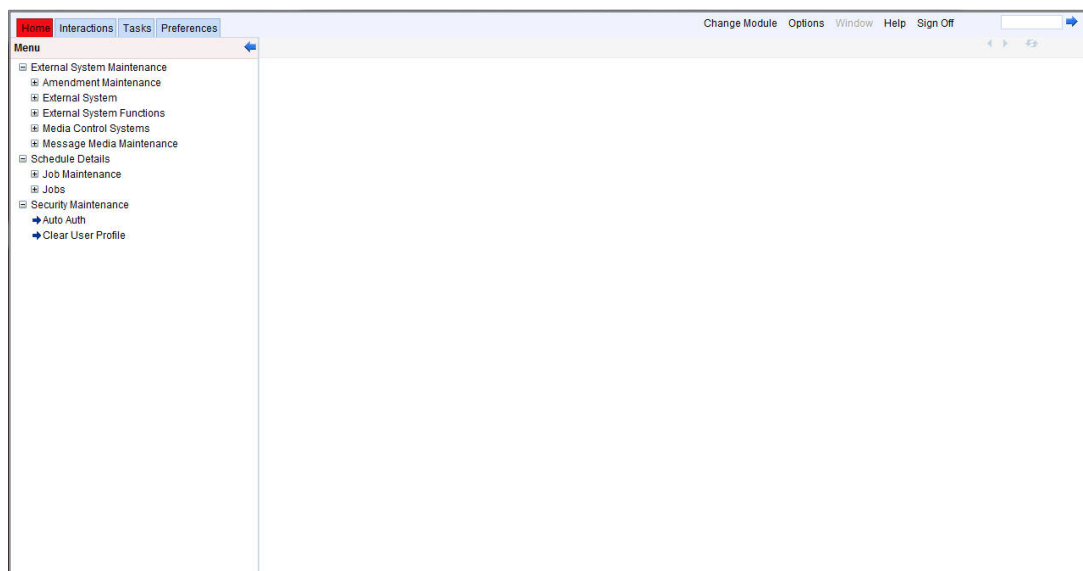 Home Interactions Tasks Preferences Change Module Options Window Help Sign Off
Menu
External System Maintenance
Amendment Maintenance
External System
External System Functions
Media Control Systems
Message Media Maintenance
Schedule Details
Job Maintenance
Jobs
Security Maintenance
Auto Auth
Clear User Profile